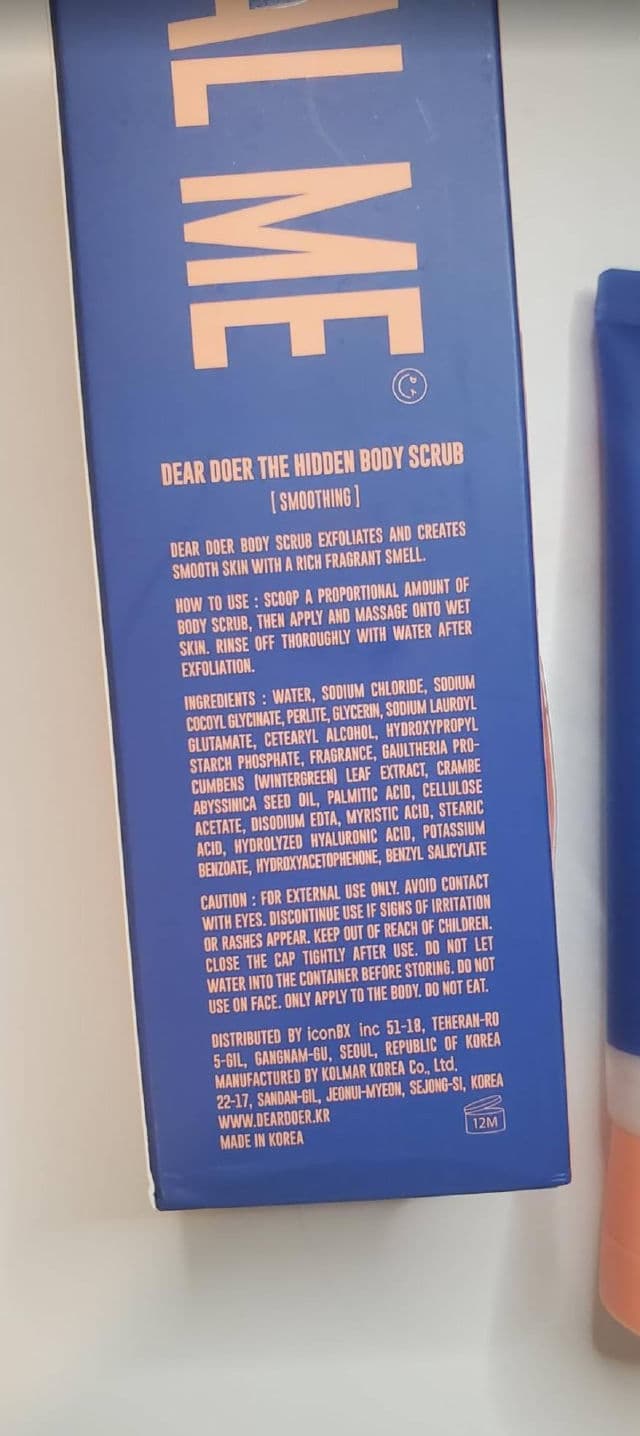 AL ME
DEAR DOER THE HIDDEN BODY SCRUB
[ SMOOTHING ]
DEAR DOER BODY SCRUB EXFOLIATES AND CREATES
SMOOTH SKIN WITH A RICH FRAGRANT SMELL.
HOW TO USE : SCOOP A PROPORTIONAL AMOUNT OF
BODY SCRUB, THEN APPLY AND MASSAGE ONTO WET
SKIN. RINSE OFF THOROUGHLY WITH WATER AFTER
EXFOLIATION.
INGREDIENTS : WATER, SODIUM CHLORIDE, SODIUM
COCOYL GLYCINATE, PERLITE, GLYCERIN, SODIUM LAUROYL
GLUTAMATE, CETEARYL ALCOHOL, HYDROXYPROPYL
STARCH PHOSPHATE, FRAGRANCE, GAULTHERIA PRO-
CUMBENS (WINTERGREEN) LEAF EXTRACT, CRAMBE
ABYSSINICA SEED OIL, PALMITIC ACID, CELLULOSE
ACETATE, DISODIUM EDTA, MYRISTIC ACID, STEARIC
ACID, HYDROLYZED HYALURONIC ACID, POTASSIUM
BENZOATE, HYDROXYACETOPHENONE, BENZYL SALICYLATE
CAUTION : FOR EXTERNAL USE ONLY. AVOID CONTACT
WITH EYES. DISCONTINUE USE IF SIGNS OF IRRITATION
OR RASHES APPEAR. KEEP OUT OF REACH OF CHILDREN.
CLOSE THE CAP TIGHTLY AFTER USE. DO NOT LET
WATER INTO THE CONTAINER BEFORE STORING. DO NOT
USE ON FACE. ONLY APPLY TO THE BODY. DO NOT EAT.
DISTRIBUTED BY iconBX inc 51-18, TEHERAN-RO
5-GIL, GANGNAM-GU, SEOUL, REPUBLIC OF KOREA
MANUFACTURED BY KOLMAR KOREA Co., Ltd.
22-17, SANDAN-GIL, JEONUI-MYEON, SEJONG-SI, KOREA
WWW.DEARDOER.KR
MADE IN KOREA
12M